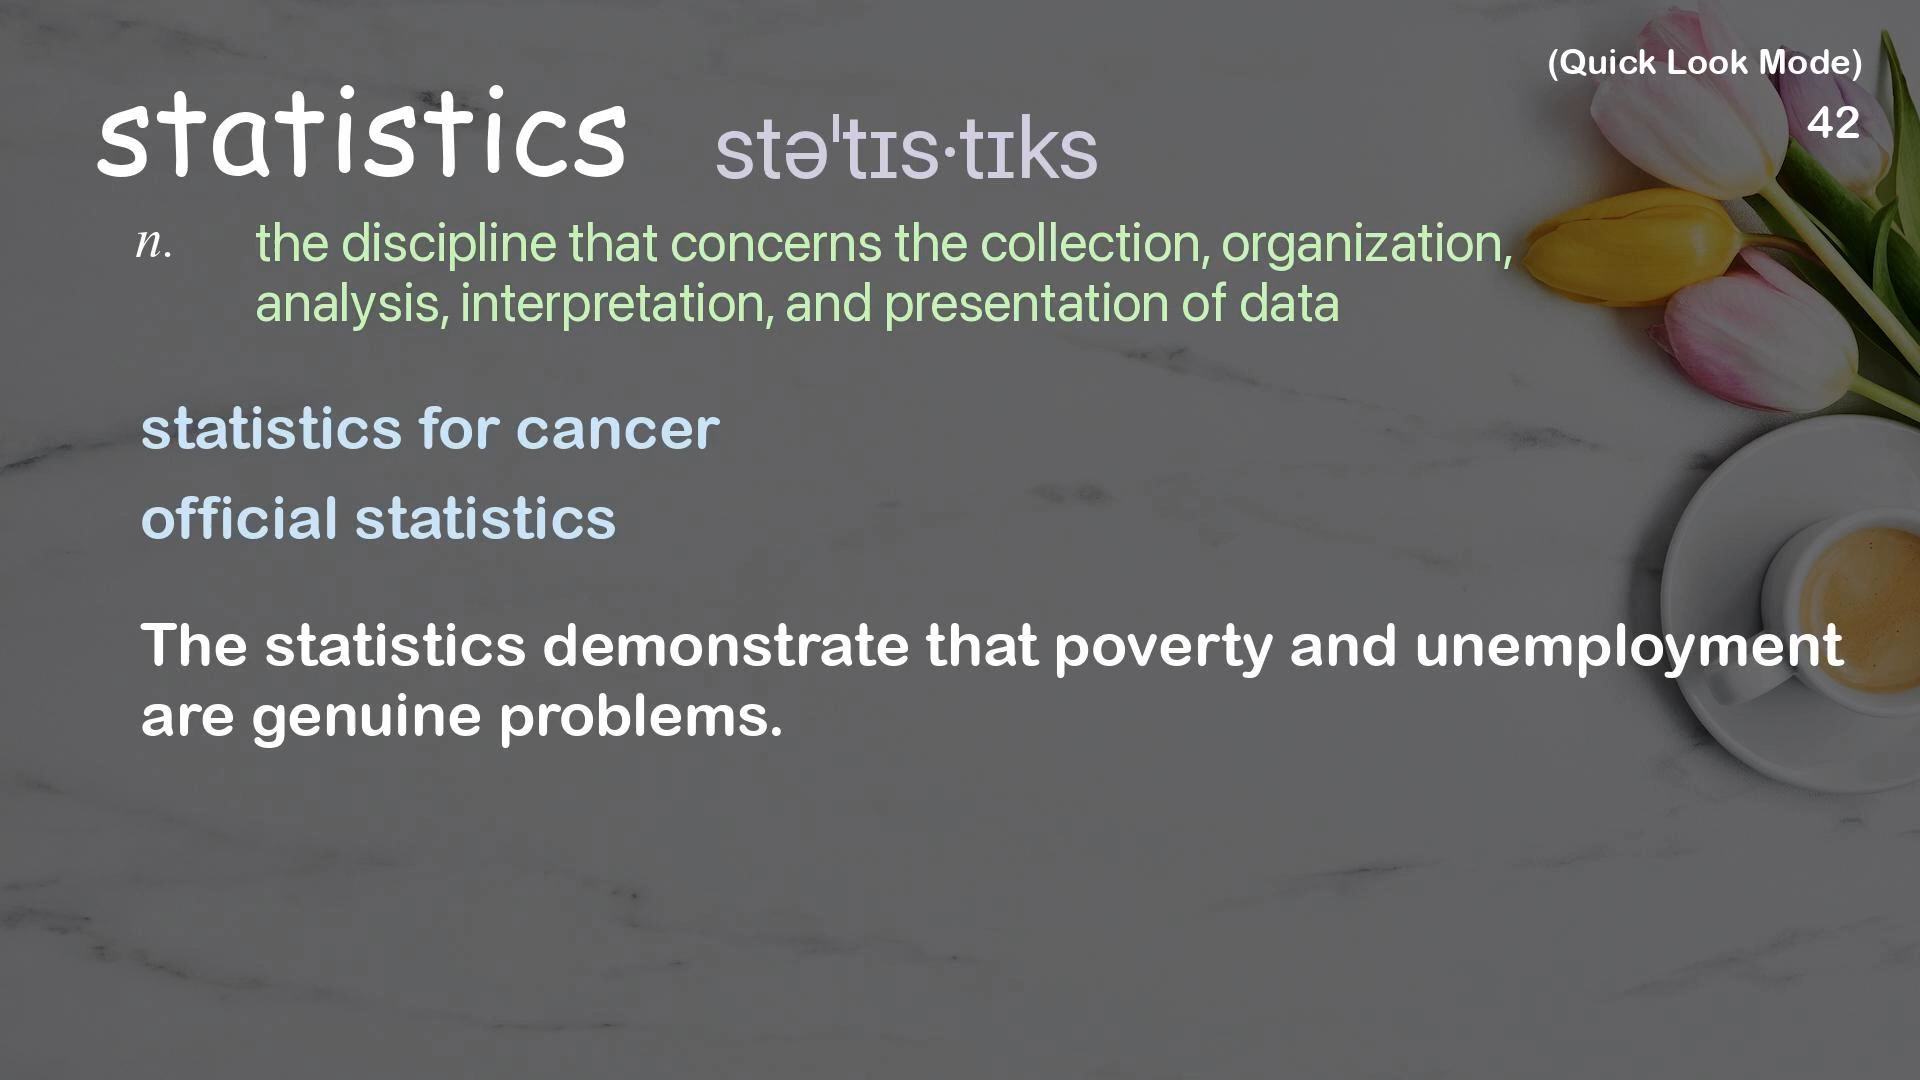 (Quick Look Mode)
statistics stəˈtɪs·tɪks
42
n. the discipline that concerns the collection, organization,
analysis, interpretation, and presentation of data
statistics for cancer
official statistics
The statistics demonstrate that poverty and unemployment
are genuine problems.